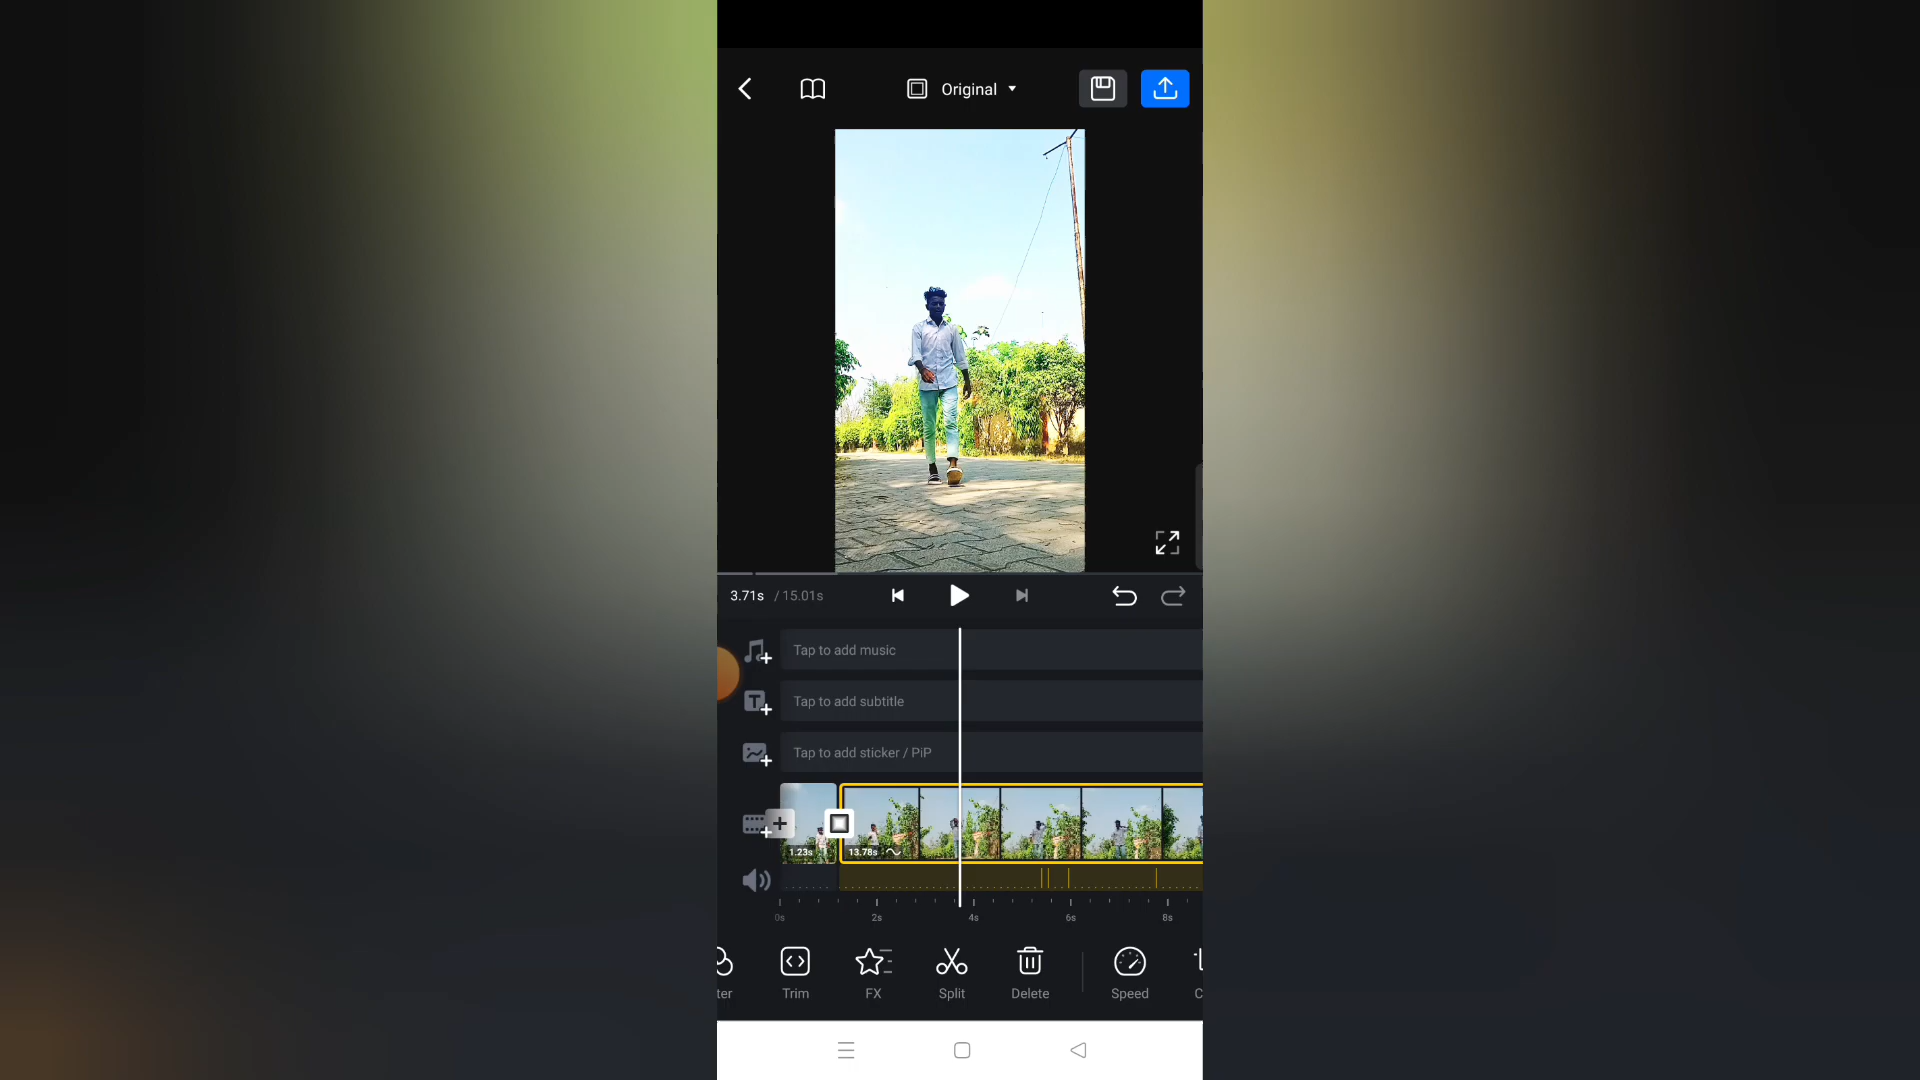 Original
3.71s / 15.01s
Tap to add music
Tap to add subtitle
Tap to add sticker / PiP
1.23s
13.78s
0s 2s 4s 6s 8s
ter Trim FX Split Delete Speed C